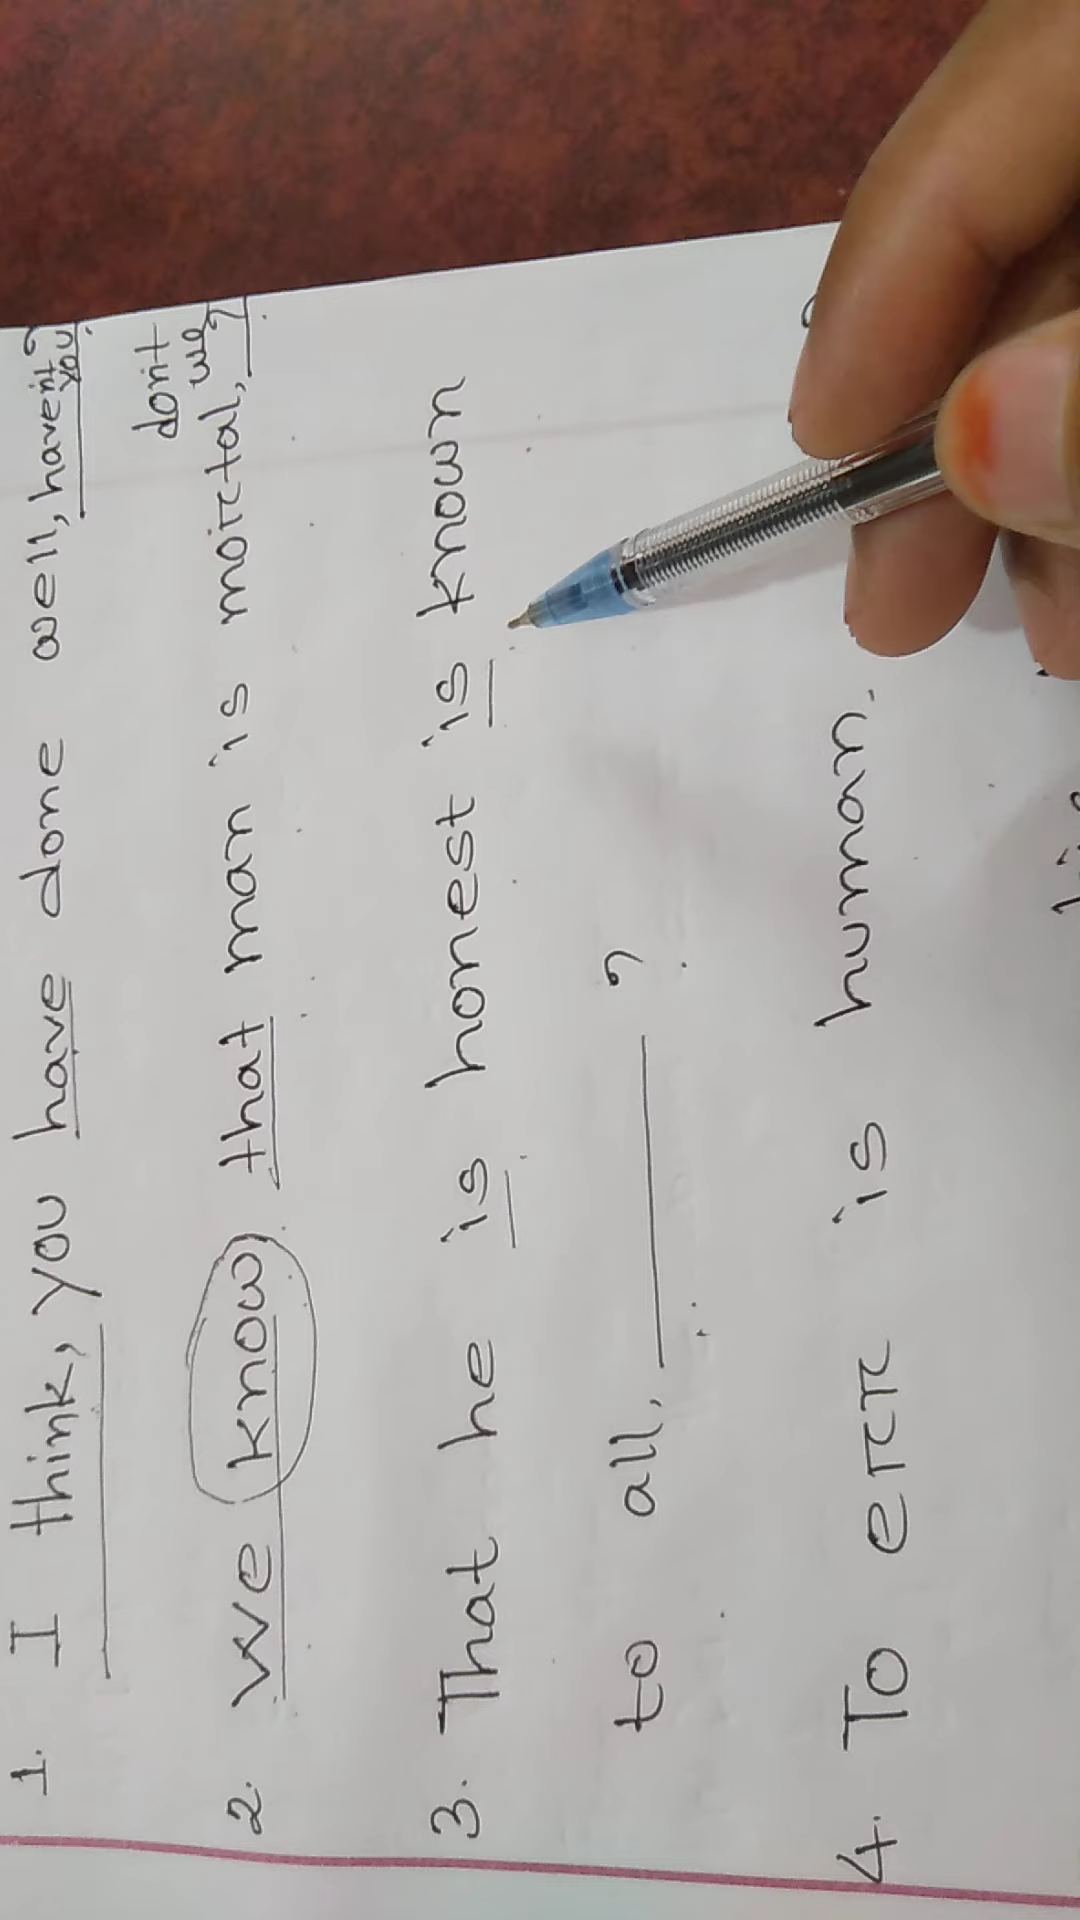 1. I think, you have done well, haven't you?
2. We know that man is mortal, don't we?
3. That he is honest is known
to all, ______ ?
4. To err is human.